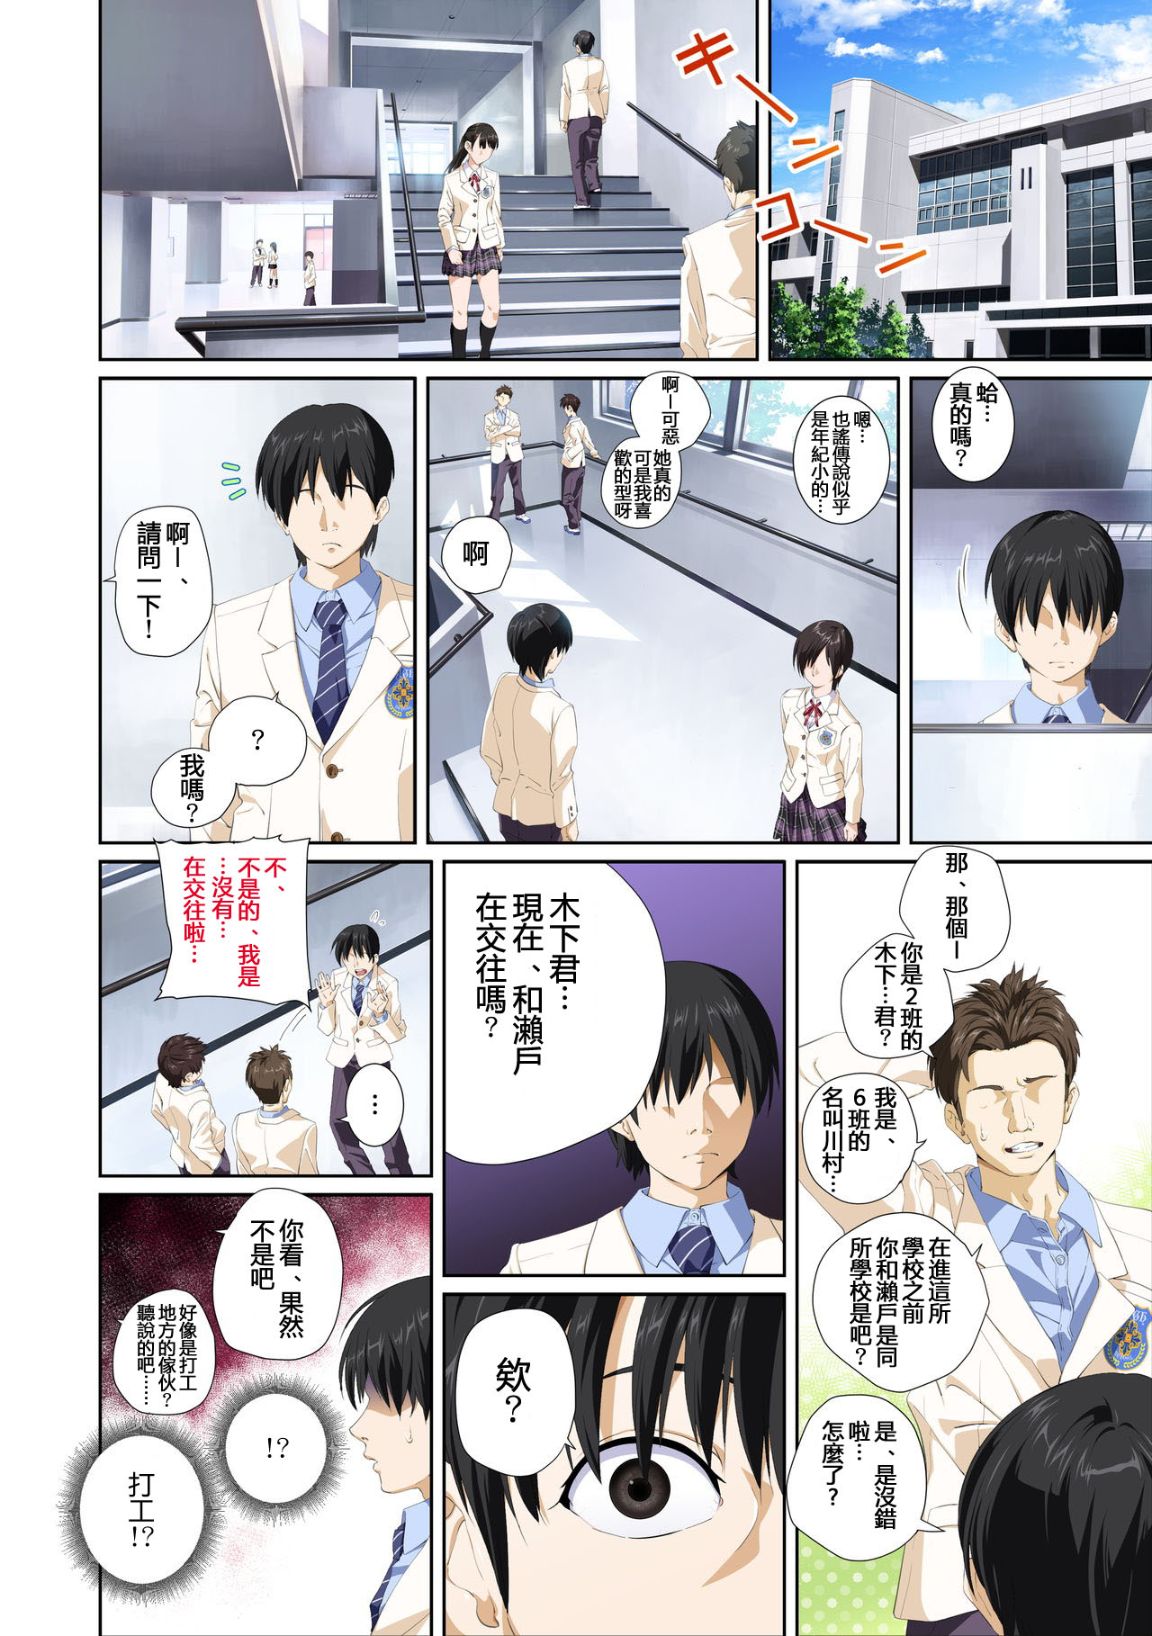 キーンコーン
蛤…
真的嗎？
嗯…
也謠傳說似乎
是年紀小的…
啊ー可惡
她真的
可是我喜
歡的型呀
啊
啊ー、
請問一下！
？
我嗎？
那、那個ー
你是2班的
木下…君？
我是、
6班的
名叫川村…
在進這所
學校之前
你和瀨戶是同
所學校是吧？
是、是沒錯
啦…
怎麼了？
木下君…
現在、和瀨戶
在交往嗎？
欸？
不、
不是的、我是
…沒有…
在交往啦…
…
你看、果然
不是吧
好像是打工
地方的傢伙？
聽說的吧……
！？
打工
！？